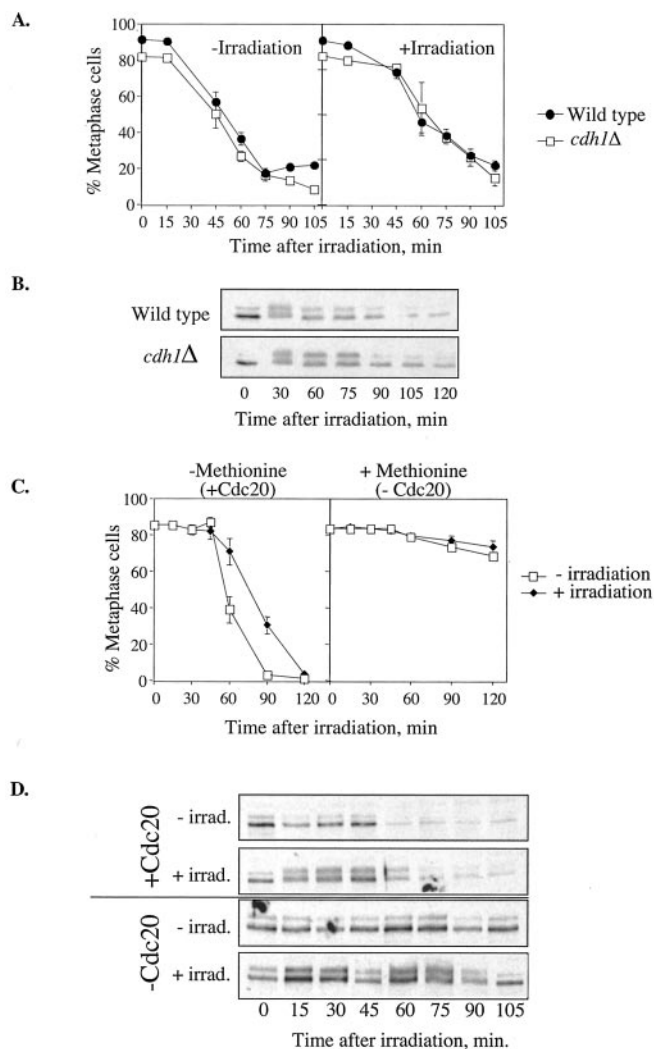 A.
-Irradiation
+Irradiation
% Metaphase cells
100
80
60
40
20
0
0 15 30 45 60 75 90 105
15 30 45 60 75 90 105
Time after irradiation, min
Wild type
cdh1Δ
B.
Wild type
cdh1Δ
0 30 60 75 90 105 120
Time after irradiation, min
C.
-Methionine
(+Cdc20)
+ Methionine
(- Cdc20)
% Metaphase cells
100
80
60
40
20
0
0 30 60 90 120
0 30 60 90 120
Time after irradiation, min
- irradiation
+ irradiation
D.
+Cdc20
- irrad.
+ irrad.
-Cdc20
- irrad.
+ irrad.
0 15 30 45 60 75 90 105
Time after irradiation, min.